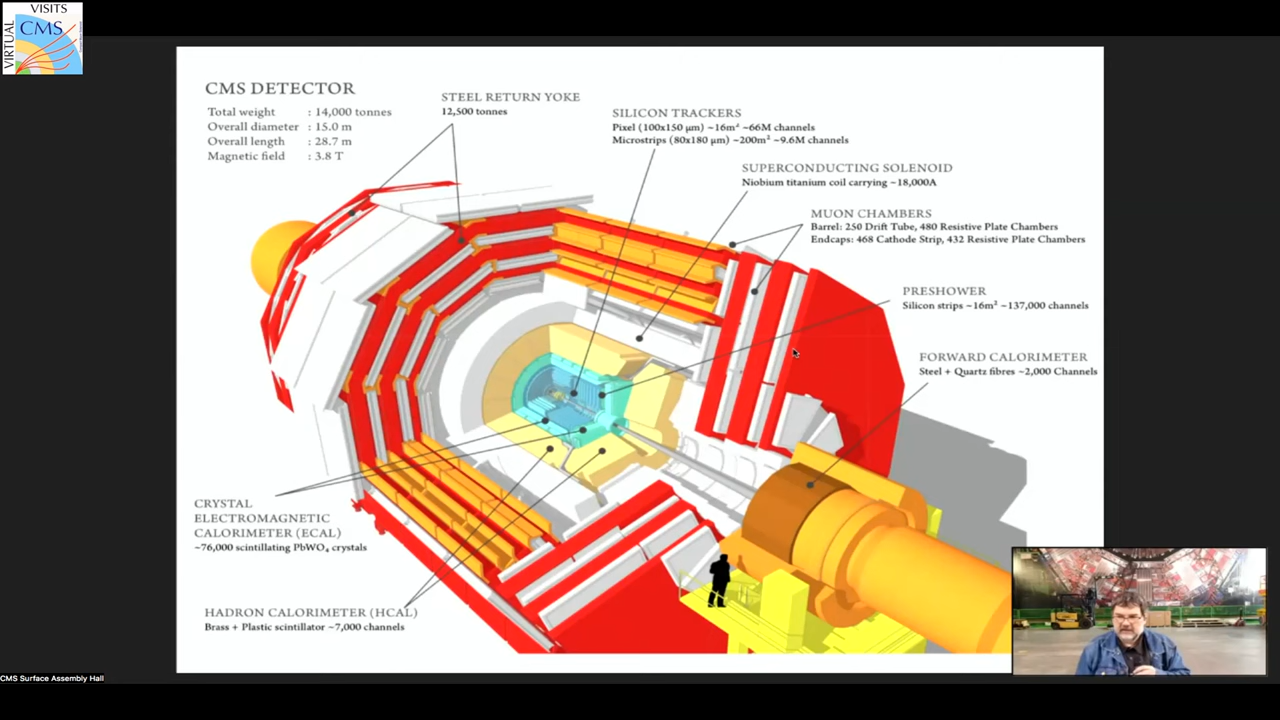 VISITS
VIRTUAL
CMS
CMS DETECTOR
Total weight : 14,000 tonnes
Overall diameter : 15.0 m
Overall length : 28.7 m
Magnetic field : 3.8 T
STEEL RETURN YOKE
12,500 tonnes
SILICON TRACKERS
Pixel (100x150 μm) ~16m² ~66M channels
Microstrips (80x180 μm) ~200m² ~9.6M channels
SUPERCONDUCTING SOLENOID
Niobium titanium coil carrying ~18,000A
MUON CHAMBERS
Barrel: 250 Drift Tube, 480 Resistive Plate Chambers
Endcaps: 468 Cathode Strip, 432 Resistive Plate Chambers
PRESHOWER
Silicon strips ~16m² ~137,000 channels
FORWARD CALORIMETER
Steel + Quartz fibres ~2,000 Channels
CRYSTAL
ELECTROMAGNETIC
CALORIMETER (ECAL)
~76,000 scintillating PbWO₄ crystals
HADRON CALORIMETER (HCAL)
Brass + Plastic scintillator ~7,000 channels
CMS Surface Assembly Hall